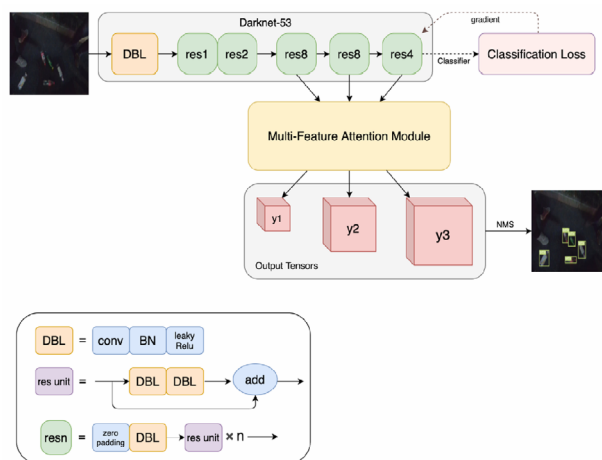 Darknet-53
gradient
DBL
res1
res2
res8
res8
res4
Classifier
Classification Loss
Multi-Feature Attention Module
y1
y2
y3
Output Tensors
NMS
DBL = conv BN leaky
Relu
res unit = DBL DBL add
resn = zero
padding DBL res unit × n